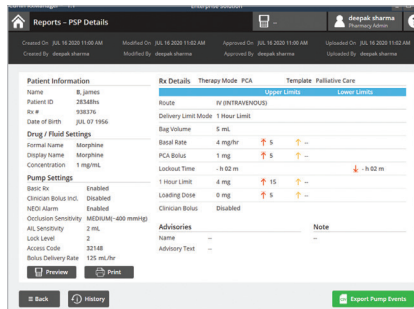 Reports – PSP Details
--
deepak sharma
Pharmacy Admin
Created On JUL 16 2020 11:00 AM Modified On JUL 16 2020 11:02 AM Approved On JUL 16 2020 11:00 AM Uploaded On JUL 16 2020 11:02 AM
Created By deepak sharma Modified By deepak sharma Approved By deepak sharma Uploaded By deepak sharma
Patient Information
Name B, james
Patient ID 28348hs
Rx # 938376
Date of Birth JUL 07 1956
Drug / Fluid Settings
Formal Name Morphine
Display Name Morphine
Concentration 1 mg/mL
Pump Settings
Basic Rx Enabled
Clinician Bolus Incl. Disabled
NEOI Alarm Enabled
Occlusion Sensitivity MEDIUM(~400 mmHg)
AIL Sensitivity 2 mL
Lock Level 2
Access Code 32148
Bolus Delivery Rate 125 mL/hr
Preview Print
Rx Details Therapy Mode PCA Template Palliative Care
Upper Limits Lower Limits
Route IV (INTRAVENOUS)
Delivery Limit Mode 1 Hour Limit
Bag Volume 5 mL
Basal Rate 4 mg/hr ↑ 5 ↑ --
PCA Bolus 1 mg ↑ 5 ↑ --
Lockout Time - h 02 m ↓ - h 02 m
1 Hour Limit 4 mg ↑ 15 ↑ --
Loading Dose 0 mg ↑ 5 ↑ --
Clinician Bolus Disabled
Advisories Note
Name -- --
Advisory Text --
Back History Export Pump Events